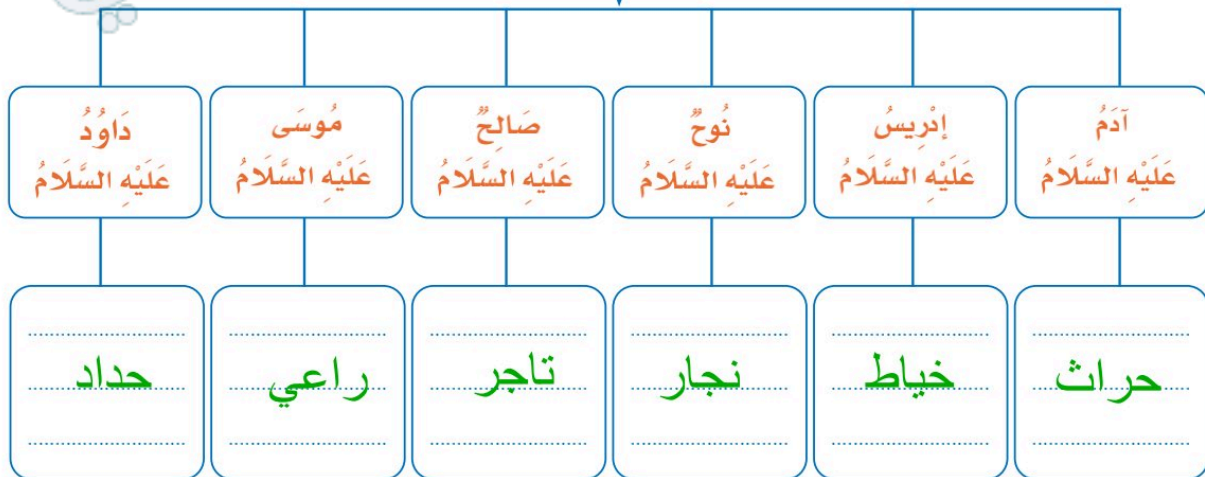 آدَمُ
عَلَيْهِ السَّلَامُ
إدْرِيسُ
عَلَيْهِ السَّلَامُ
نُوحٌ
عَلَيْهِ السَّلَامُ
صَالِحٌ
عَلَيْهِ السَّلَامُ
مُوسَى
عَلَيْهِ السَّلَامُ
دَاوُدُ
عَلَيْهِ السَّلَامُ
حراث
خياط
نجار
تاجر
راعي
حداد